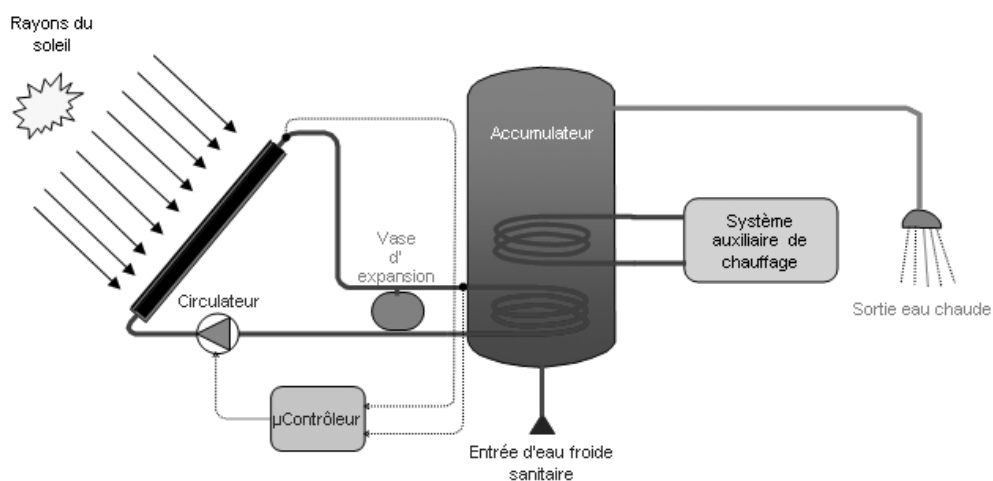 Rayons du
soleil
Accumulateur
Système
auxiliaire de
chauffage
Vase
d'
expansion
Circulateur
Sortie eau chaude
µContrôleur
Entrée d'eau froide
sanitaire